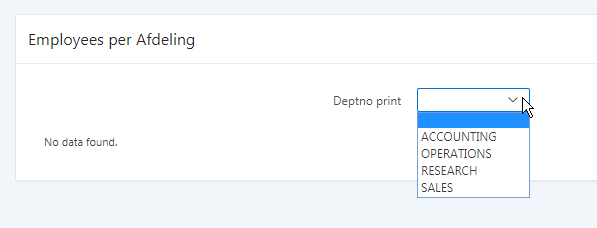 Employees per Afdeling
Deptno print
No data found.
ACCOUNTING
OPERATIONS
RESEARCH
SALES